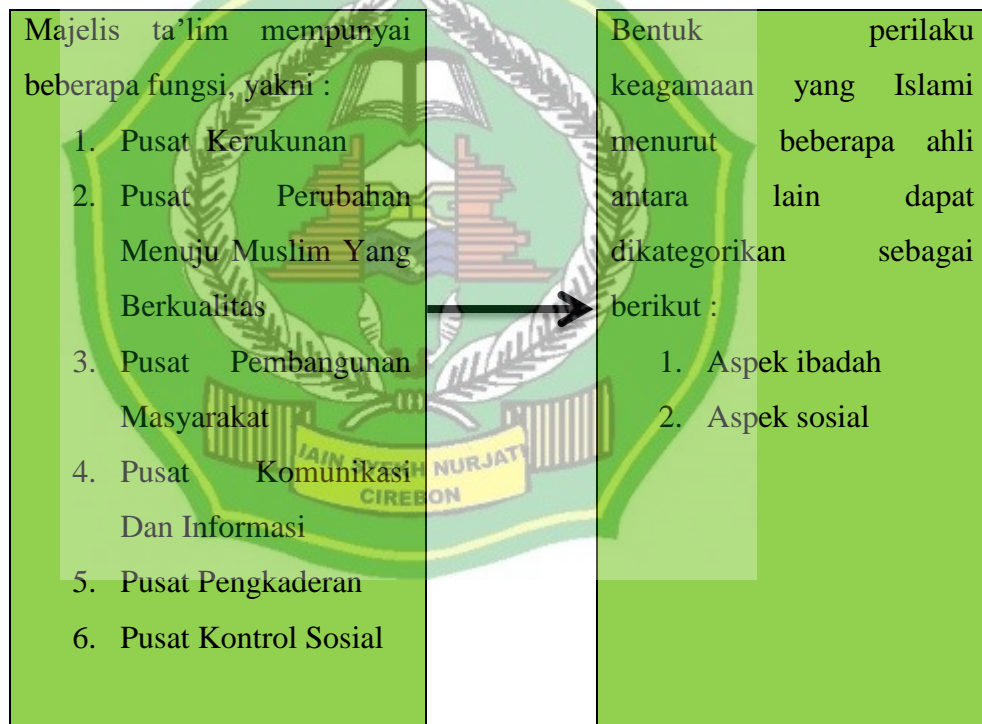 Majelis ta’lim mempunyai
beberapa fungsi, yakni :
1. Pusat Kerukunan
2. Pusat Perubahan
Menuju Muslim Yang
Berkualitas
3. Pusat Pembangunan
Masyarakat
4. Pusat Komunikasi
Dan Informasi
5. Pusat Pengkaderan
6. Pusat Kontrol Sosial
Bentuk perilaku
keagamaan yang Islami
menurut beberapa ahli
antara lain dapat
dikategorikan sebagai
berikut :
1. Aspek ibadah
2. Aspek sosial
IAIN SYEKH NURJATI
CIREBON